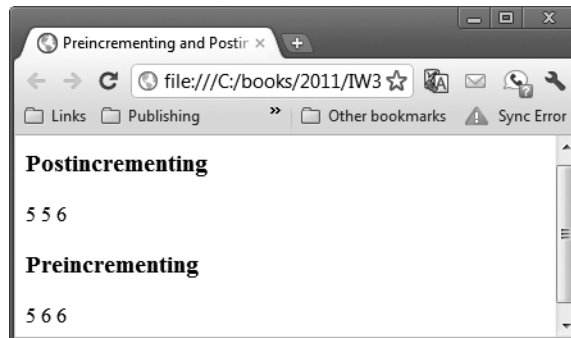 Preincrementing and Postir
file:///C:/books/2011/IW3
Links Publishing » Other bookmarks Sync Error
Postincrementing
5 5 6
Preincrementing
5 6 6